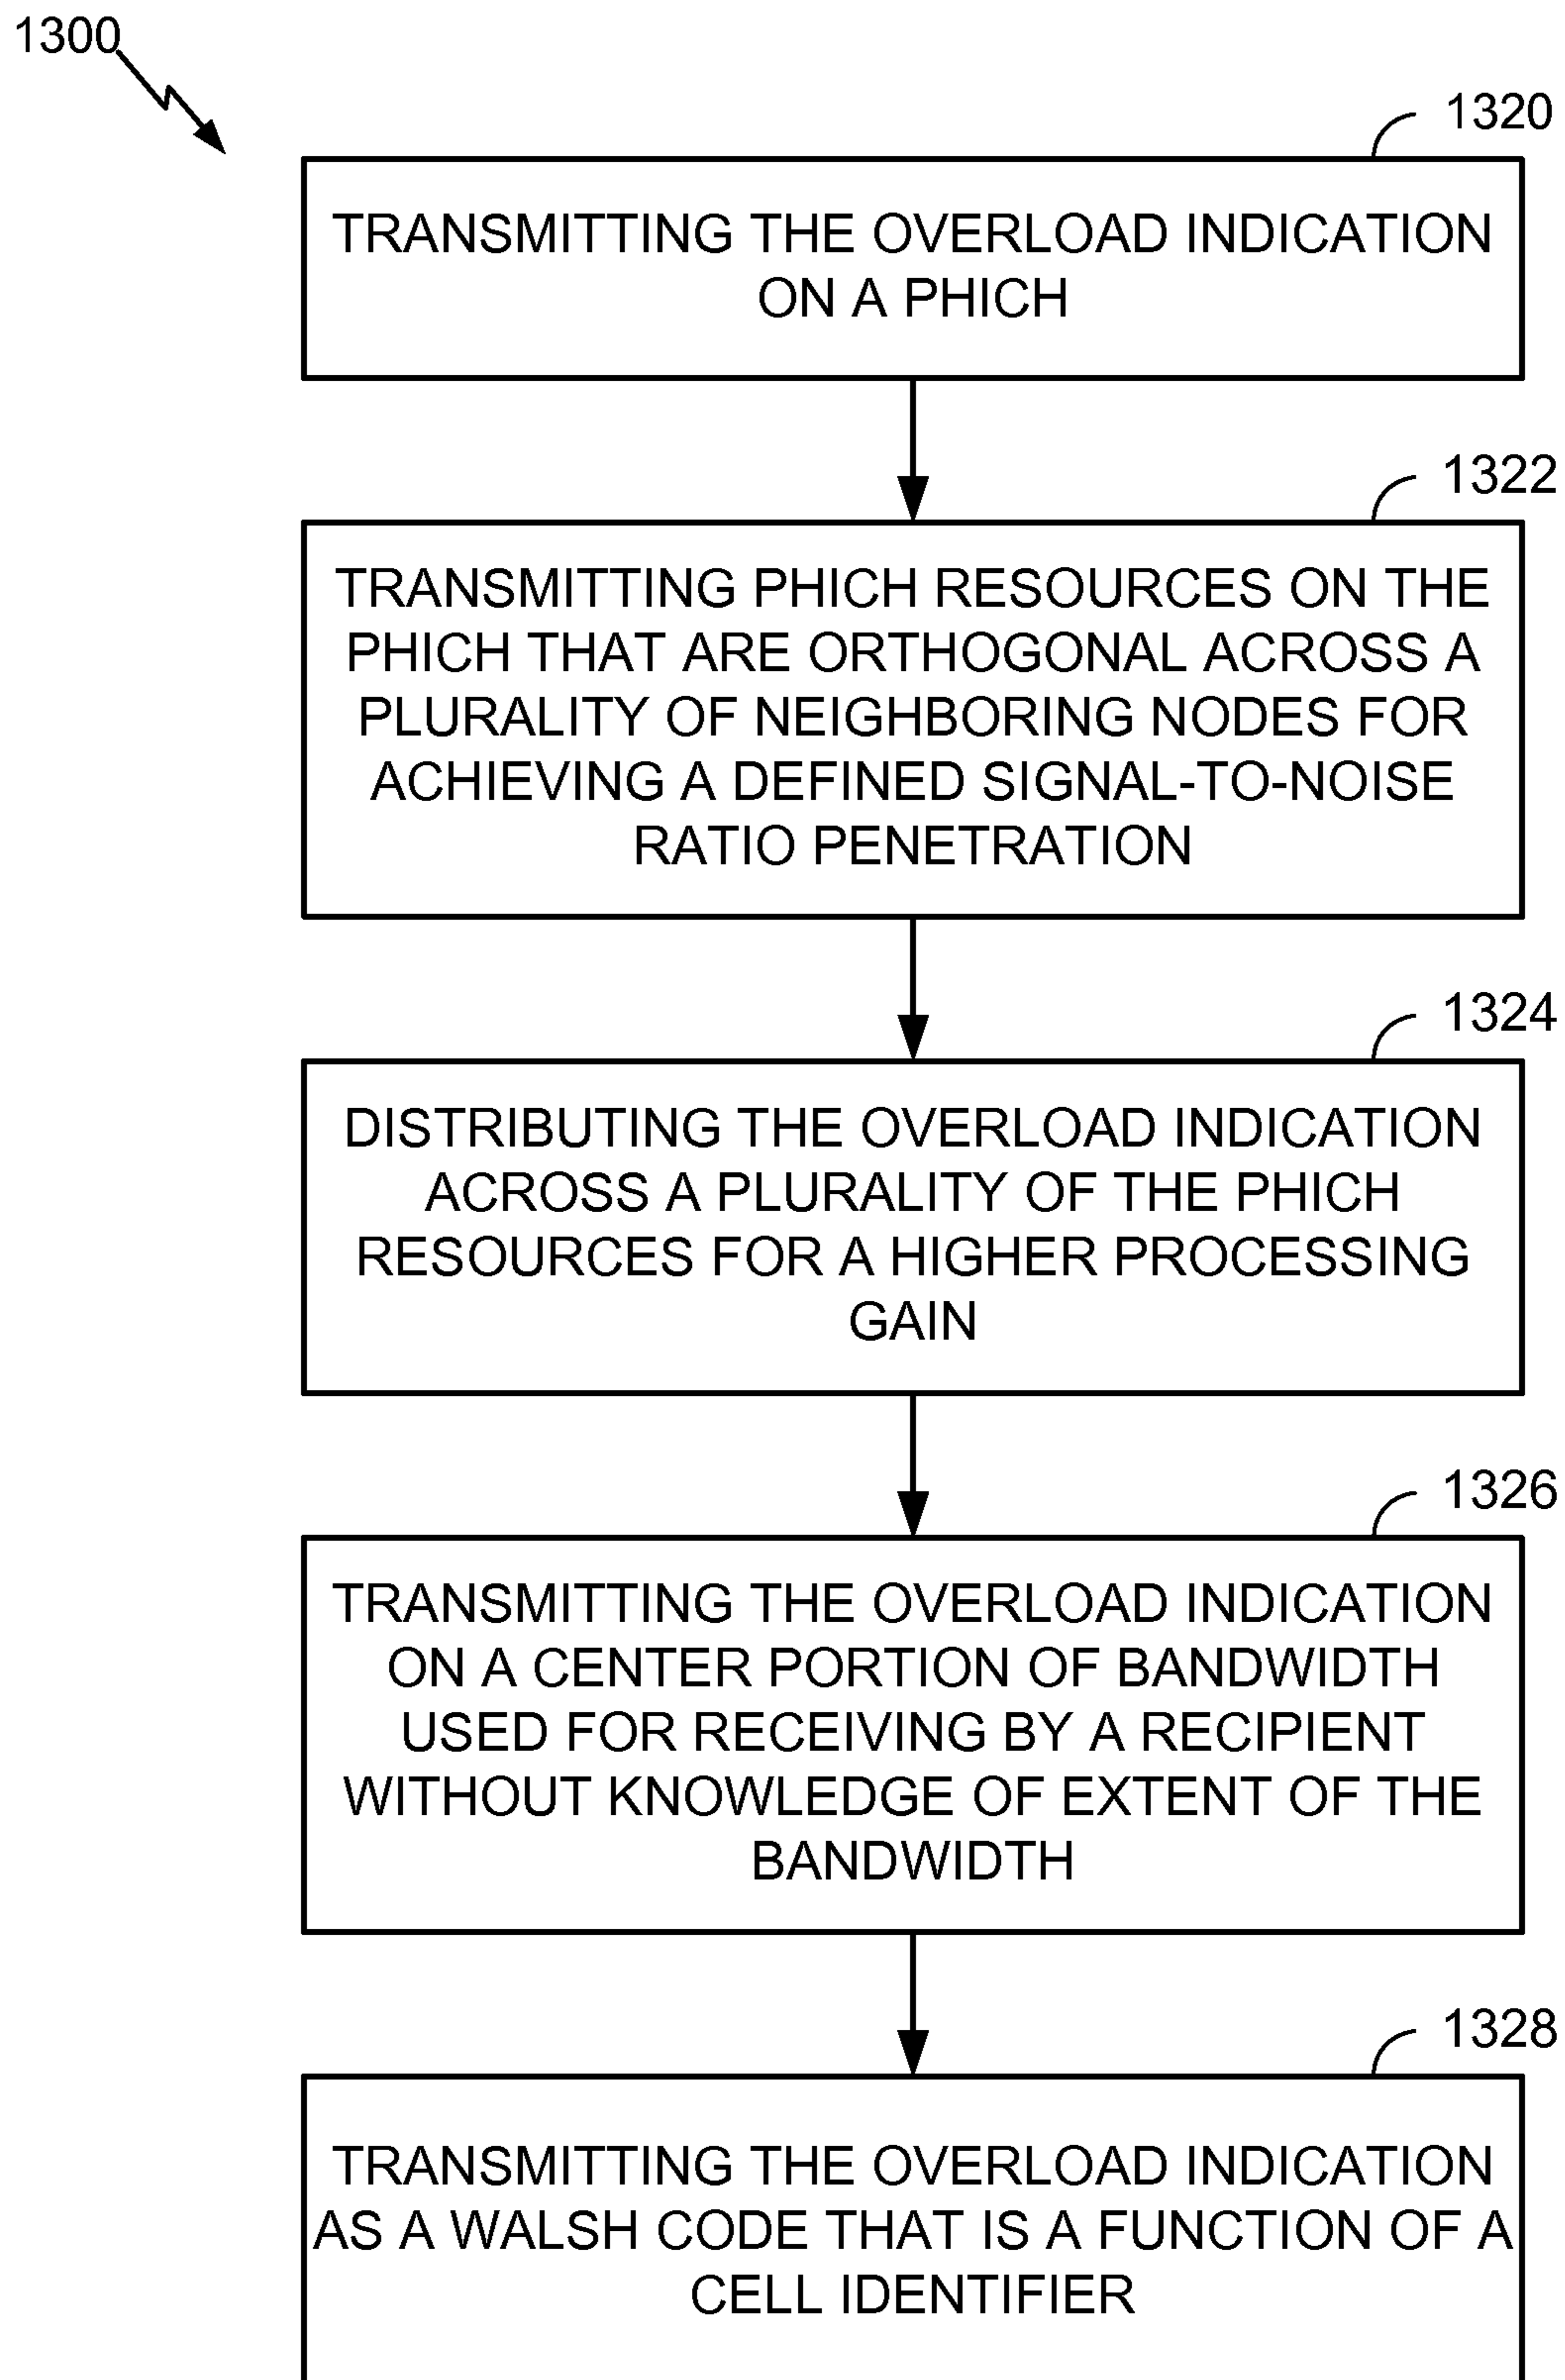 1300
1320
TRANSMITTING THE OVERLOAD INDICATION
ON A PHICH
1322
TRANSMITTING PHICH RESOURCES ON THE
PHICH THAT ARE ORTHOGONAL ACROSS A
PLURALITY OF NEIGHBORING NODES FOR
ACHIEVING A DEFINED SIGNAL-TO-NOISE
RATIO PENETRATION
1324
DISTRIBUTING THE OVERLOAD INDICATION
ACROSS A PLURALITY OF THE PHICH
RESOURCES FOR A HIGHER PROCESSING
GAIN
1326
TRANSMITTING THE OVERLOAD INDICATION
ON A CENTER PORTION OF BANDWIDTH
USED FOR RECEIVING BY A RECIPIENT
WITHOUT KNOWLEDGE OF EXTENT OF THE
BANDWIDTH
1328
TRANSMITTING THE OVERLOAD INDICATION
AS A WALSH CODE THAT IS A FUNCTION OF A
CELL IDENTIFIER